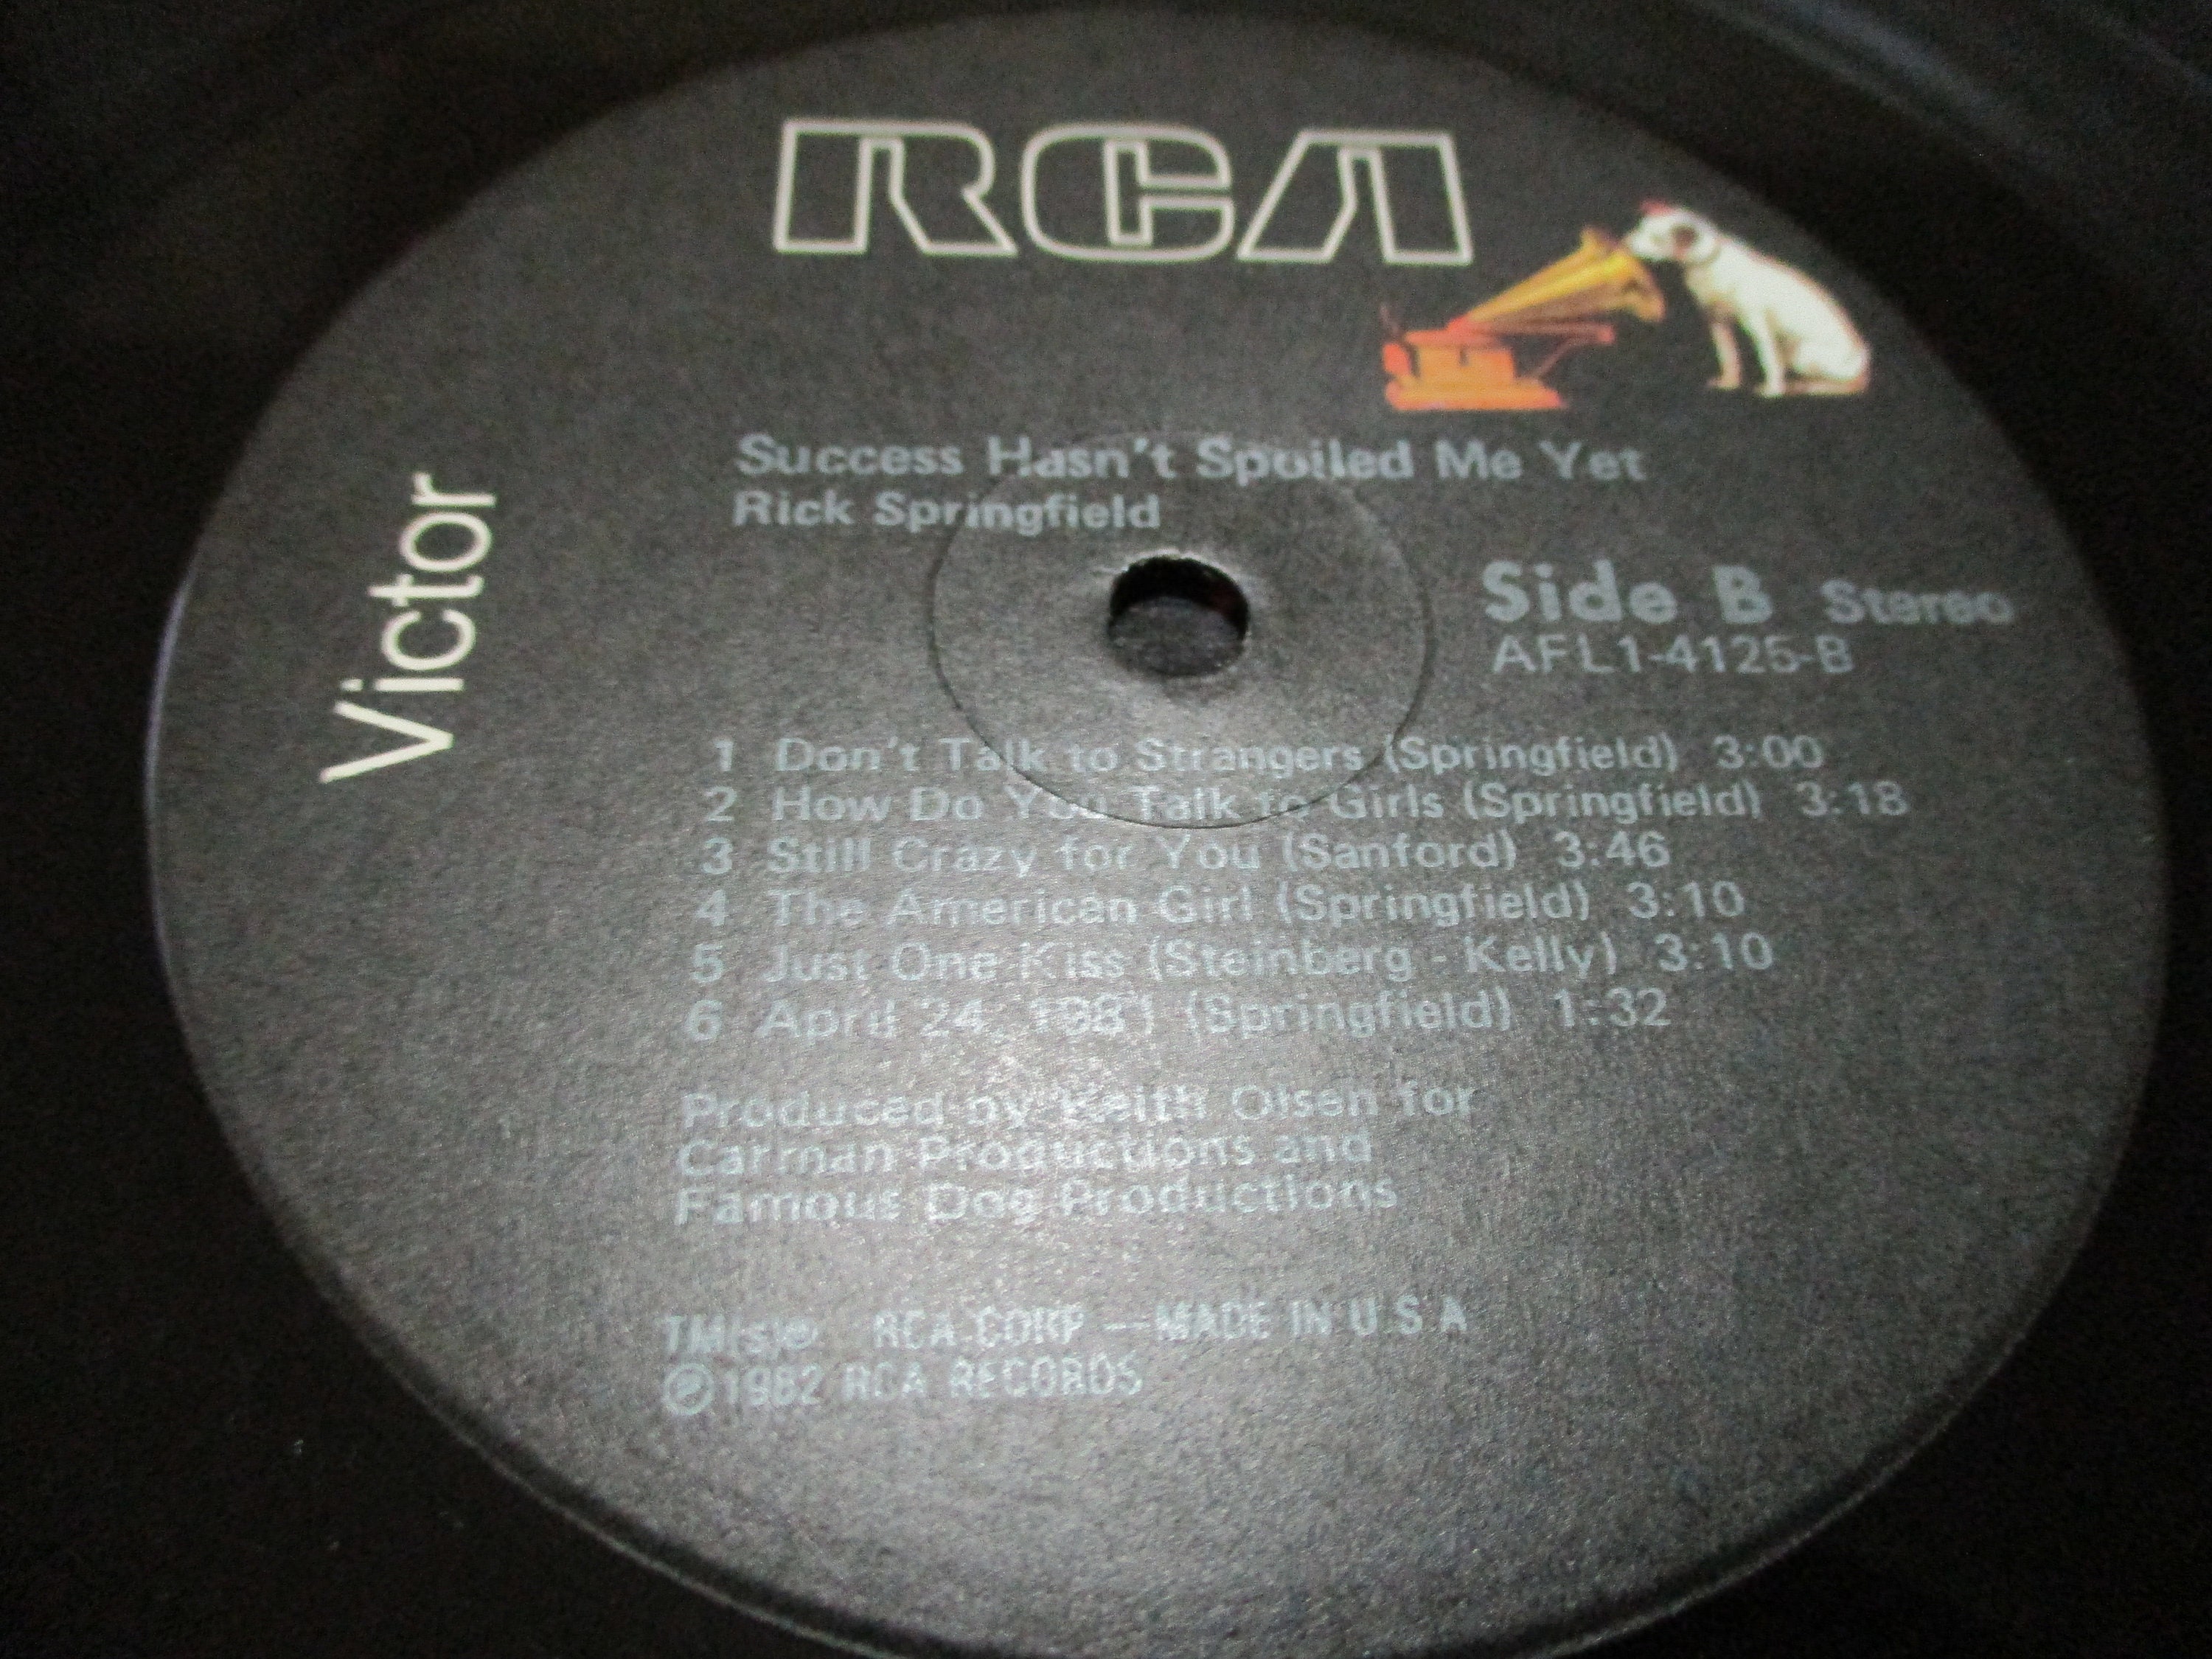 RCA
Victor
Success Hasn't Spoiled Me Yet
Rick Springfield
Side B Stereo
AFL1-4125-B
1 Don't Talk to Strangers (Springfield) 3:00
2 How Do You Talk to Girls (Springfield) 3:18
3 Still Crazy for You (Sanford) 3:46
4 The American Girl (Springfield) 3:10
5 Just One Kiss (Steinberg - Kelly) 3:10
6 April 24, 1981 (Springfield) 1:32
Produced by Keith Olsen for
Carman Productions and
Famous Dog Productions
TM(s)® RCA CORP — MADE IN U.S.A
℗1982 RCA RECORDS